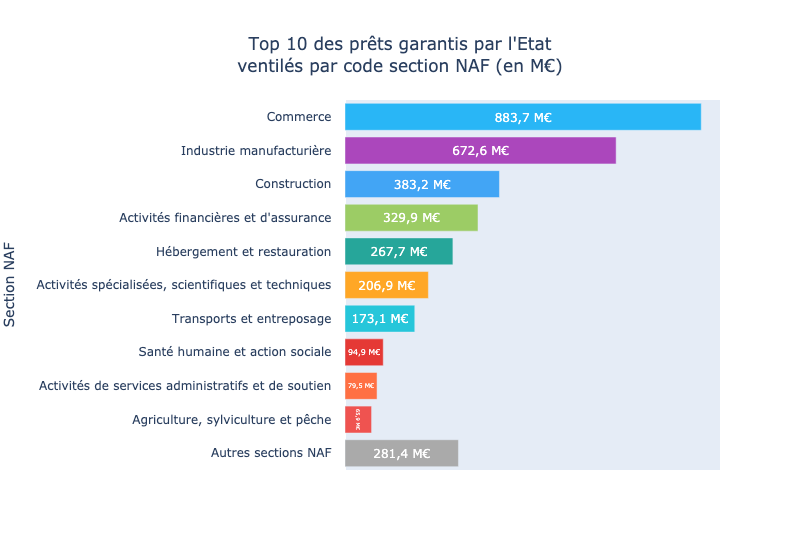 Top 10 des prêts garantis par l'Etat
ventilés par code section NAF (en M€)
Section NAF
Commerce 883,7 M€
Industrie manufacturière 672,6 M€
Construction 383,2 M€
Activités financières et d'assurance 329,9 M€
Hébergement et restauration 267,7 M€
Activités spécialisées, scientifiques et techniques 206,9 M€
Transports et entreposage 173,1 M€
Santé humaine et action sociale 94,9 M€
Activités de services administratifs et de soutien 79,5 M€
Agriculture, sylviculture et pêche
Autres sections NAF 281,4 M€